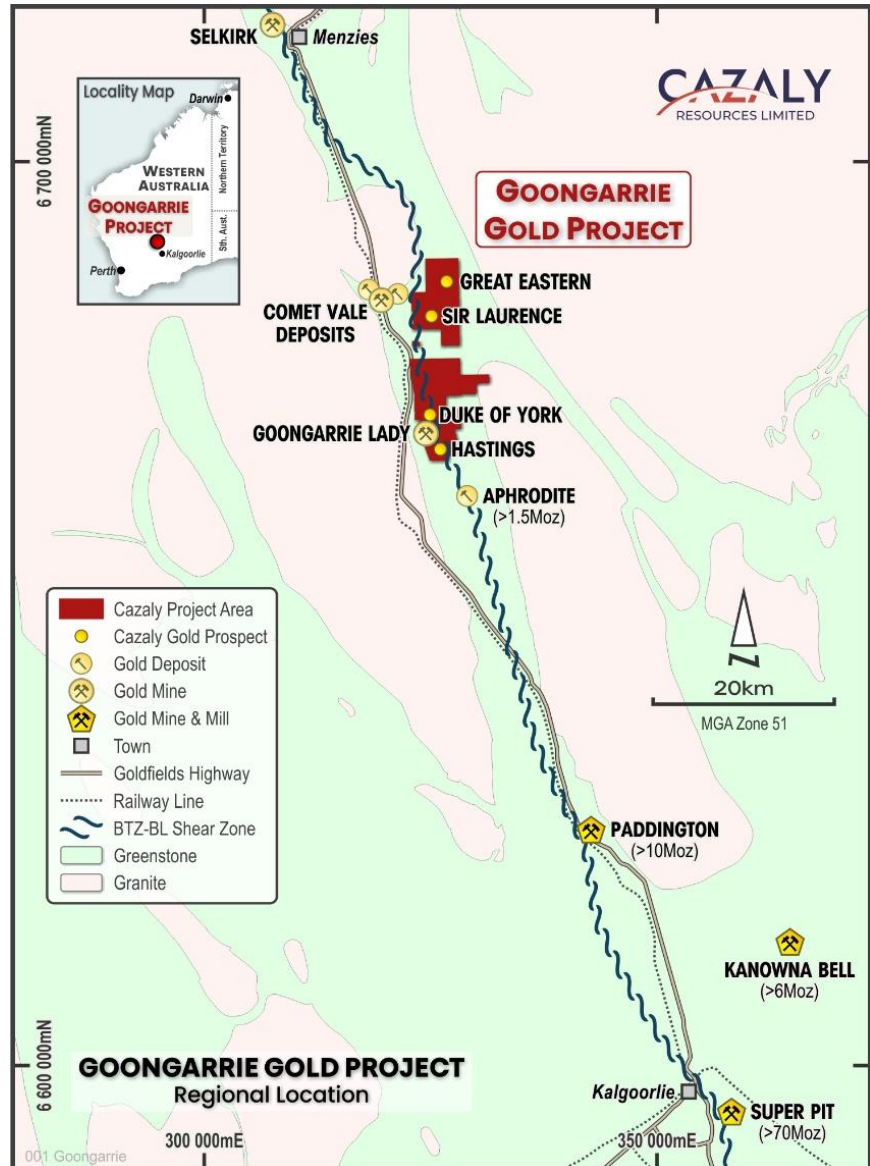 SELKIRK
Menzies
Locality Map
Darwin
WESTERN
AUSTRALIA
Northern Territory
GOONGARRIE
PROJECT
Kalgoorlie
Sth. Aust.
Perth
CAZALY
RESOURCES LIMITED
6 700 000mN
GOONGARRIE
GOLD PROJECT
GREAT EASTERN
COMET VALE
DEPOSITS
SIR LAURENCE
DUKE OF YORK
GOONGARRIE LADY
HASTINGS
APHRODITE
(>1.5Moz)
Cazaly Project Area
Cazaly Gold Prospect
Gold Deposit
Gold Mine
Gold Mine & Mill
Town
Goldfields Highway
Railway Line
BTZ-BL Shear Zone
Greenstone
Granite
N
20km
MGA Zone 51
PADDINGTON
(>10Moz)
KANOWNA BELL
(>6Moz)
6 600 000mN
GOONGARRIE GOLD PROJECT
Regional Location
Kalgoorlie
SUPER PIT
(>70Moz)
300 000mE
350 000mE
001 Goongarrie